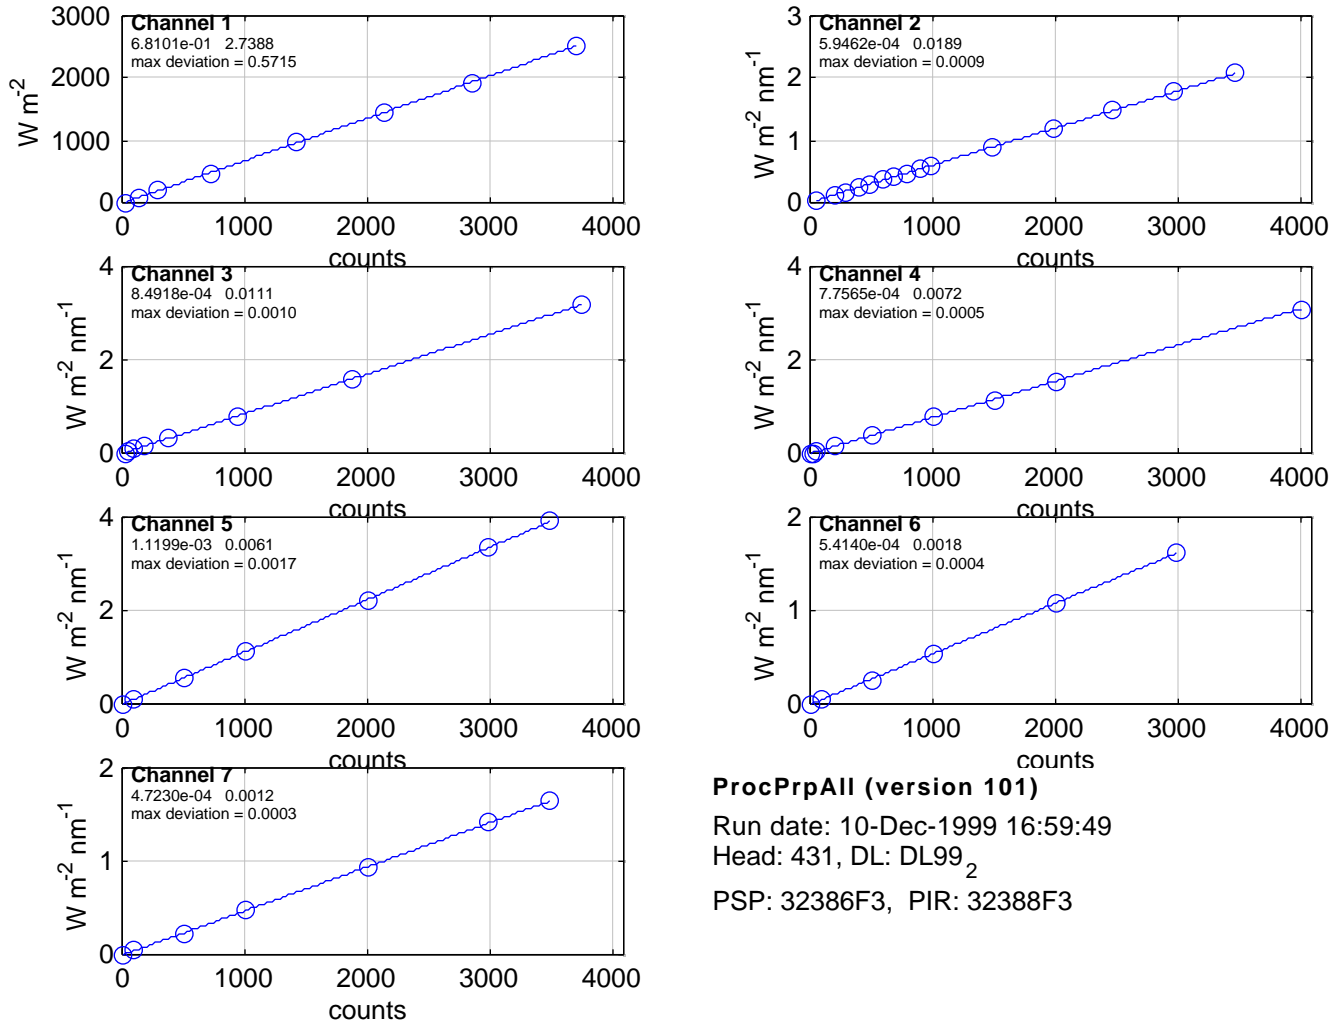 Channel 1
6.8101e-01 2.7388
max deviation = 0.5715
3000
2000
1000
0
W m-2
0 1000 2000 3000 4000
counts
Channel 2
5.9462e-04 0.0189
max deviation = 0.0009
3
2
1
0
W m-2 nm-1
0 1000 2000 3000 4000
counts
Channel 3
8.4918e-04 0.0111
max deviation = 0.0010
4
2
0
W m-2 nm-1
0 1000 2000 3000 4000
counts
Channel 4
7.7565e-04 0.0072
max deviation = 0.0005
4
2
0
W m-2 nm-1
0 1000 2000 3000 4000
counts
Channel 5
1.1199e-03 0.0061
max deviation = 0.0017
4
2
0
W m-2 nm-1
0 1000 2000 3000 4000
counts
Channel 6
5.4140e-04 0.0018
max deviation = 0.0004
2
1
0
W m-2 nm-1
0 1000 2000 3000 4000
counts
Channel 7
4.7230e-04 0.0012
max deviation = 0.0003
2
1
0
W m-2 nm-1
0 1000 2000 3000 4000
counts
ProcPrpAll (version 101)
Run date: 10-Dec-1999 16:59:49
Head: 431, DL: DL992
PSP: 32386F3, PIR: 32388F3